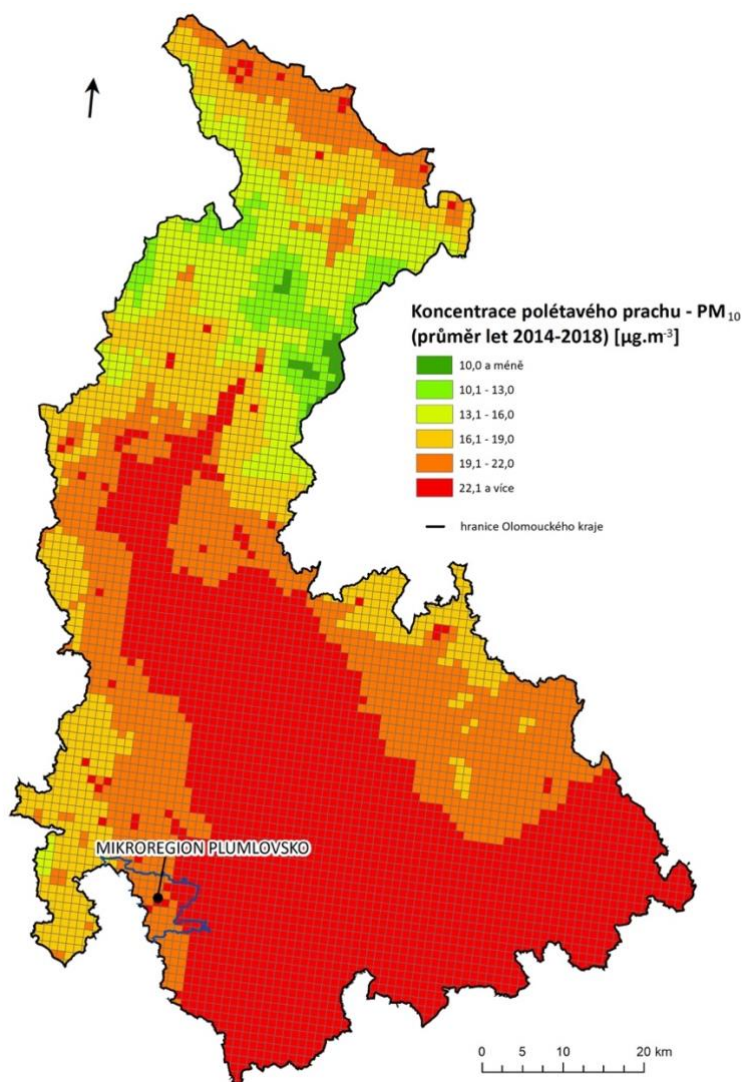 Koncentrace polétavého prachu - PM₁₀
(průměr let 2014-2018) [µg.m⁻³]
10,0 a méně
10,1 - 13,0
13,1 - 16,0
16,1 - 19,0
19,1 - 22,0
22,1 a více
hranice Olomouckého kraje
MIKROREGION PLUMLOVSKO
0 5 10 20 km